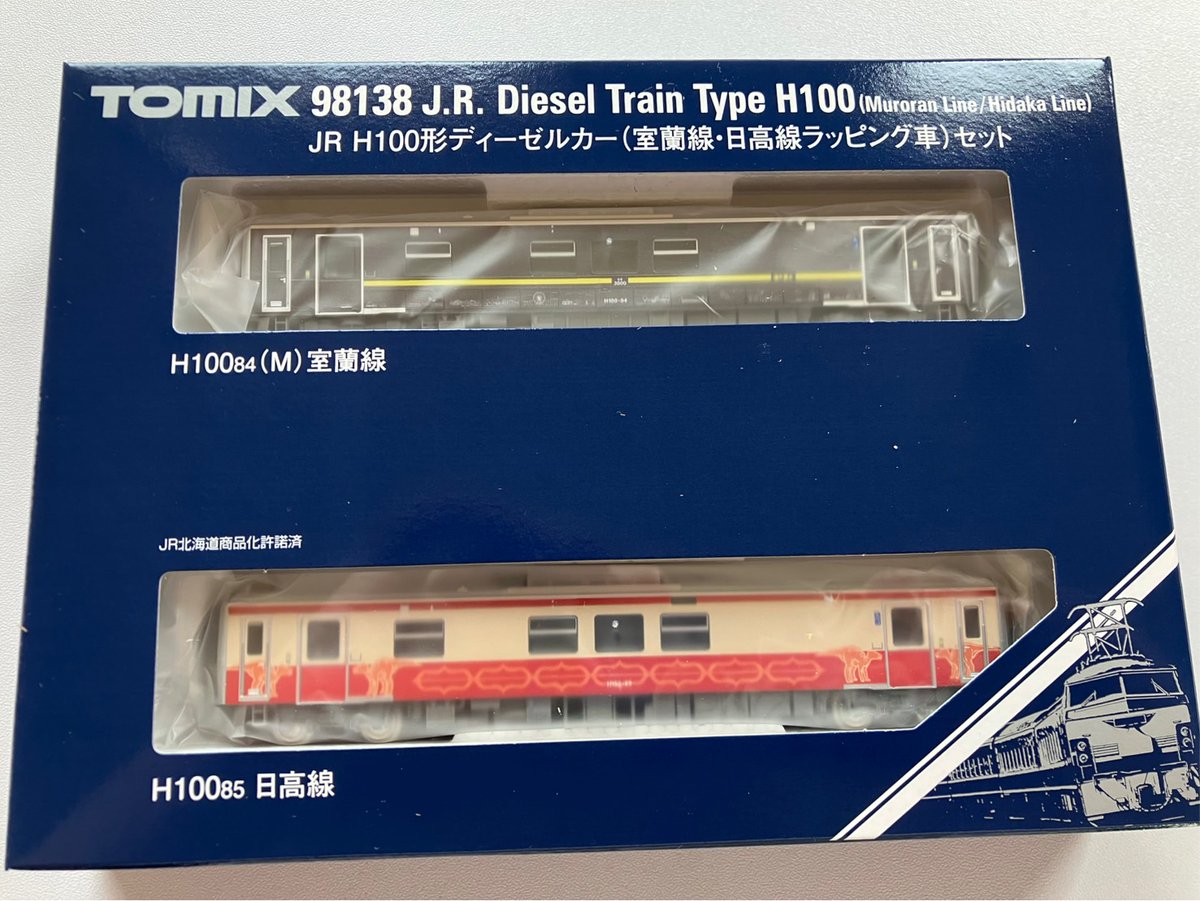 TOMIX 98138 J.R. Diesel Train Type H100 (Muroran Line/Hidaka Line)
JR H100形ディーゼルカー(室蘭線・日高線ラッピング車)セット
H100-84
H10084(M)室蘭線
JR北海道商品化許諾済
H10085 日高線